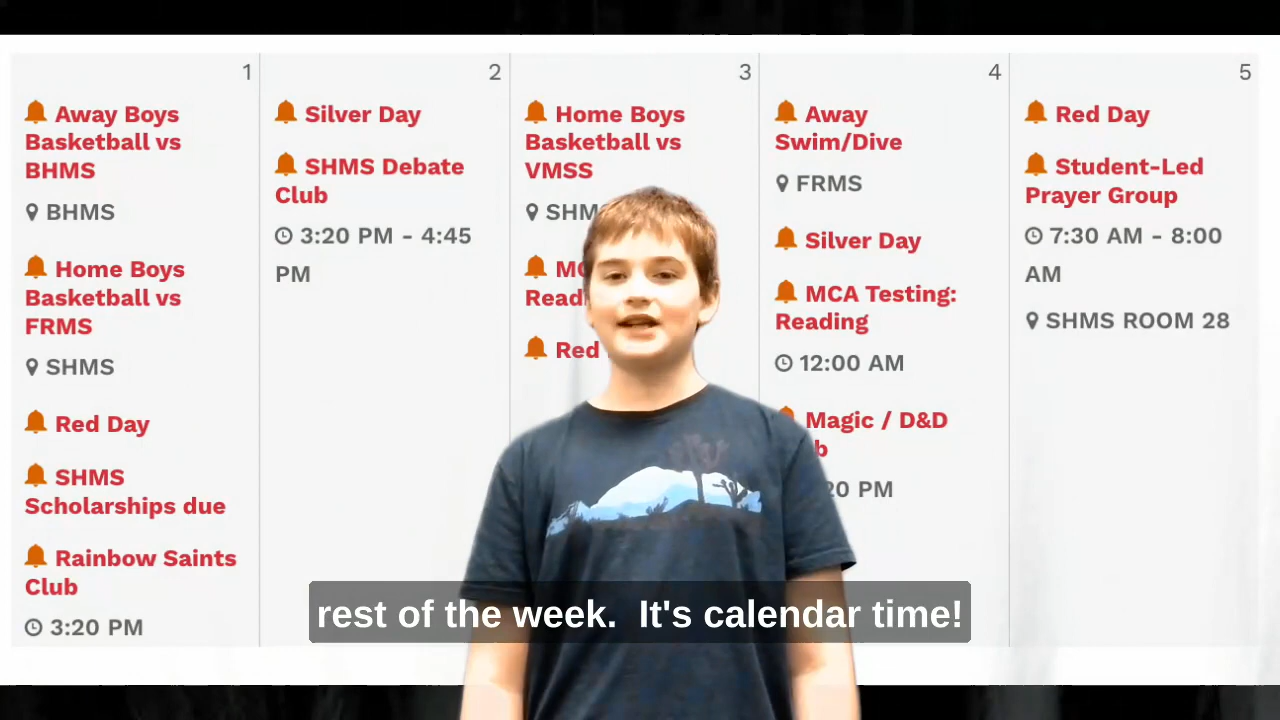 1
Away Boys
Basketball vs
BHMS
BHMS
Home Boys
Basketball vs
FRMS
SHMS
Red Day
SHMS
Scholarships due
Rainbow Saints
Club
3:20 PM
2
Silver Day
SHMS Debate
Club
3:20 PM - 4:45
PM
3
Home Boys
Basketball vs
VMSS
Red
4
Away
Swim/Dive
FRMS
Silver Day
MCA Testing:
Reading
12:00 AM
Magic / D&D
PM
5
Red Day
Student-Led
Prayer Group
7:30 AM - 8:00
AM
SHMS ROOM 28
rest of the week. It's calendar time!